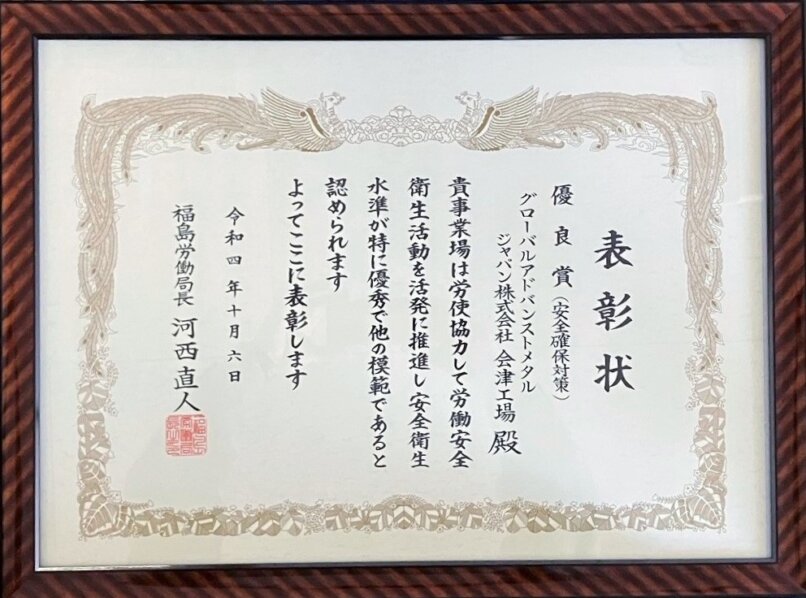 表彰状
優良賞（安全確保対策）
グローバルアドバンストメタル
ジャパン株式会社 会津工場 殿
貴事業場は労使協力して労働安全
衛生活動を活発に推進し安全衛生
水準が特に優秀で他の模範であると
認められます
よってここに表彰します
令和四年十月六日
福島労働局長 河西直人